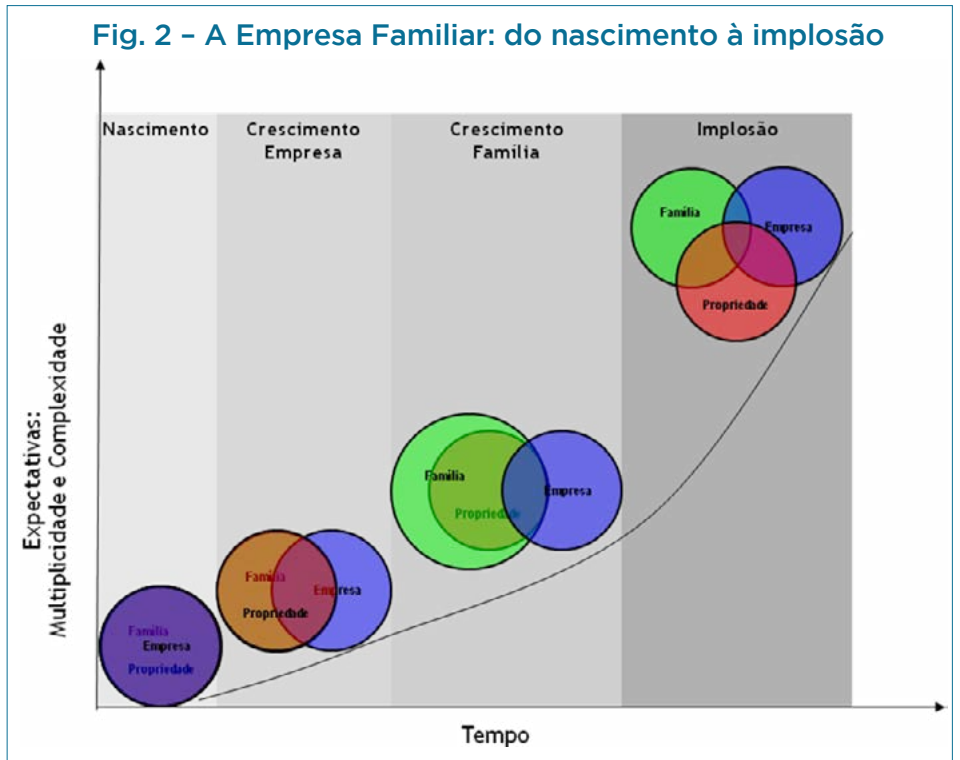 Fig. 2 – A Empresa Familiar: do nascimento à implosão
Nascimento
Crescimento
Empresa
Crescimento
Família
Implosão
Família
Empresa
Propriedade
Família
Empresa
Propriedade
Família
Empresa
Propriedade
Família
Empresa
Propriedade
Expectativas:
Multiplicidade e Complexidade
Tempo